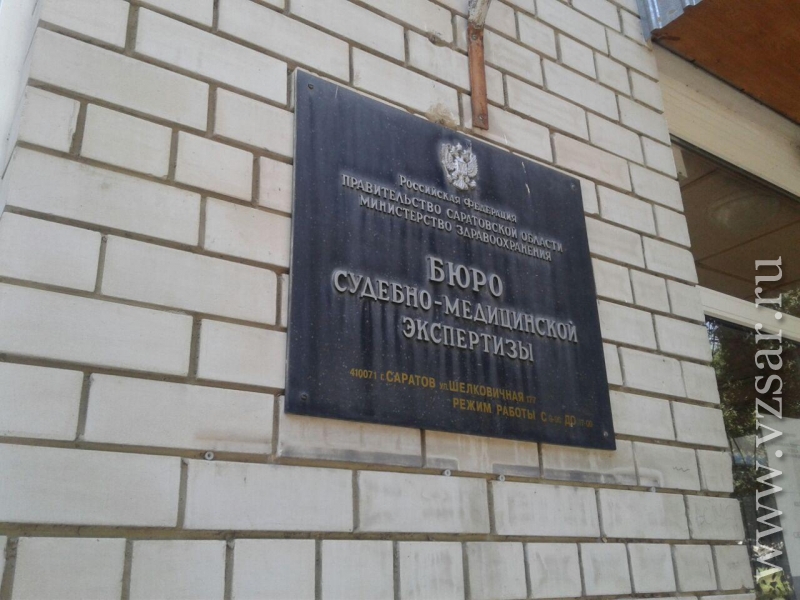 Российская Федерация
ПРАВИТЕЛЬСТВО САРАТОВСКОЙ ОБЛАСТИ
МИНИСТЕРСТВО ЗДРАВООХРАНЕНИЯ
БЮРО
СУДЕБНО-МЕДИЦИНСКОЙ
ЭКСПЕРТИЗЫ
410071 г. САРАТОВ ул. ШЕЛКОВИЧНАЯ
РЕЖИМ РАБОТЫ С ДО
www.vzsar.ru